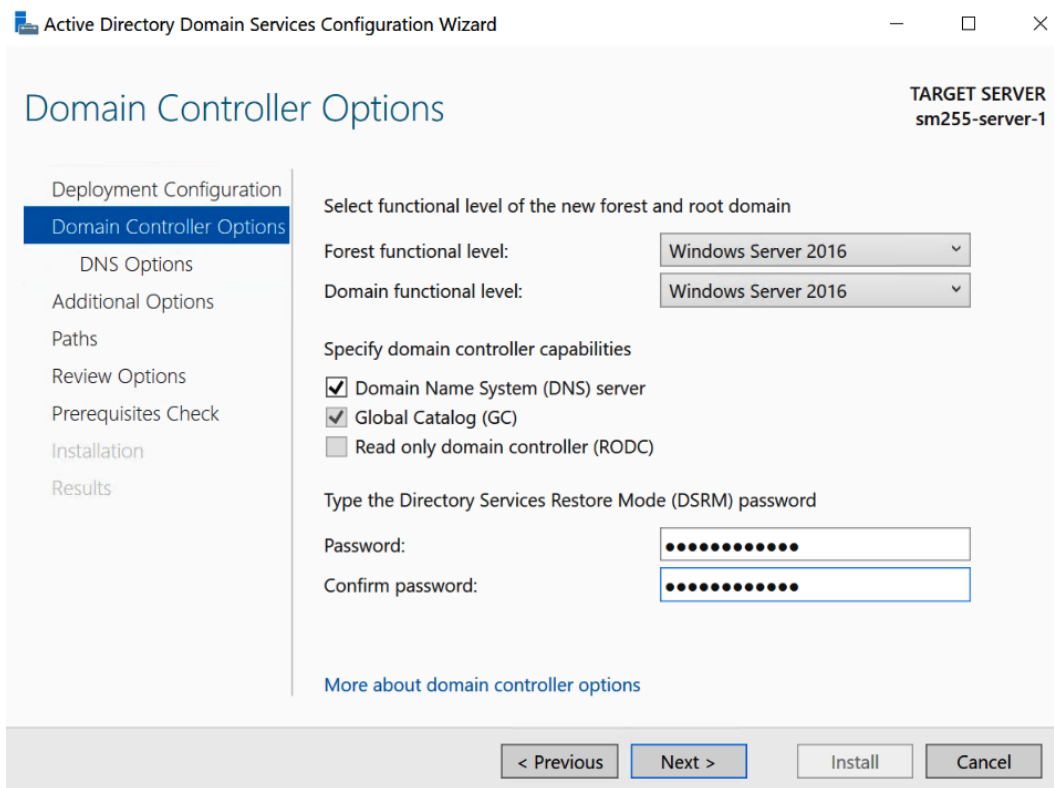 Active Directory Domain Services Configuration Wizard
Domain Controller Options
TARGET SERVER
sm255-server-1
Deployment Configuration
Domain Controller Options
DNS Options
Additional Options
Paths
Review Options
Prerequisites Check
Installation
Results
Select functional level of the new forest and root domain
Forest functional level: Windows Server 2016
Domain functional level: Windows Server 2016
Specify domain controller capabilities
Domain Name System (DNS) server
Global Catalog (GC)
Read only domain controller (RODC)
Type the Directory Services Restore Mode (DSRM) password
Password: ●●●●●●●●●●●●
Confirm password: ●●●●●●●●●●●●
More about domain controller options
< Previous Next > Install Cancel